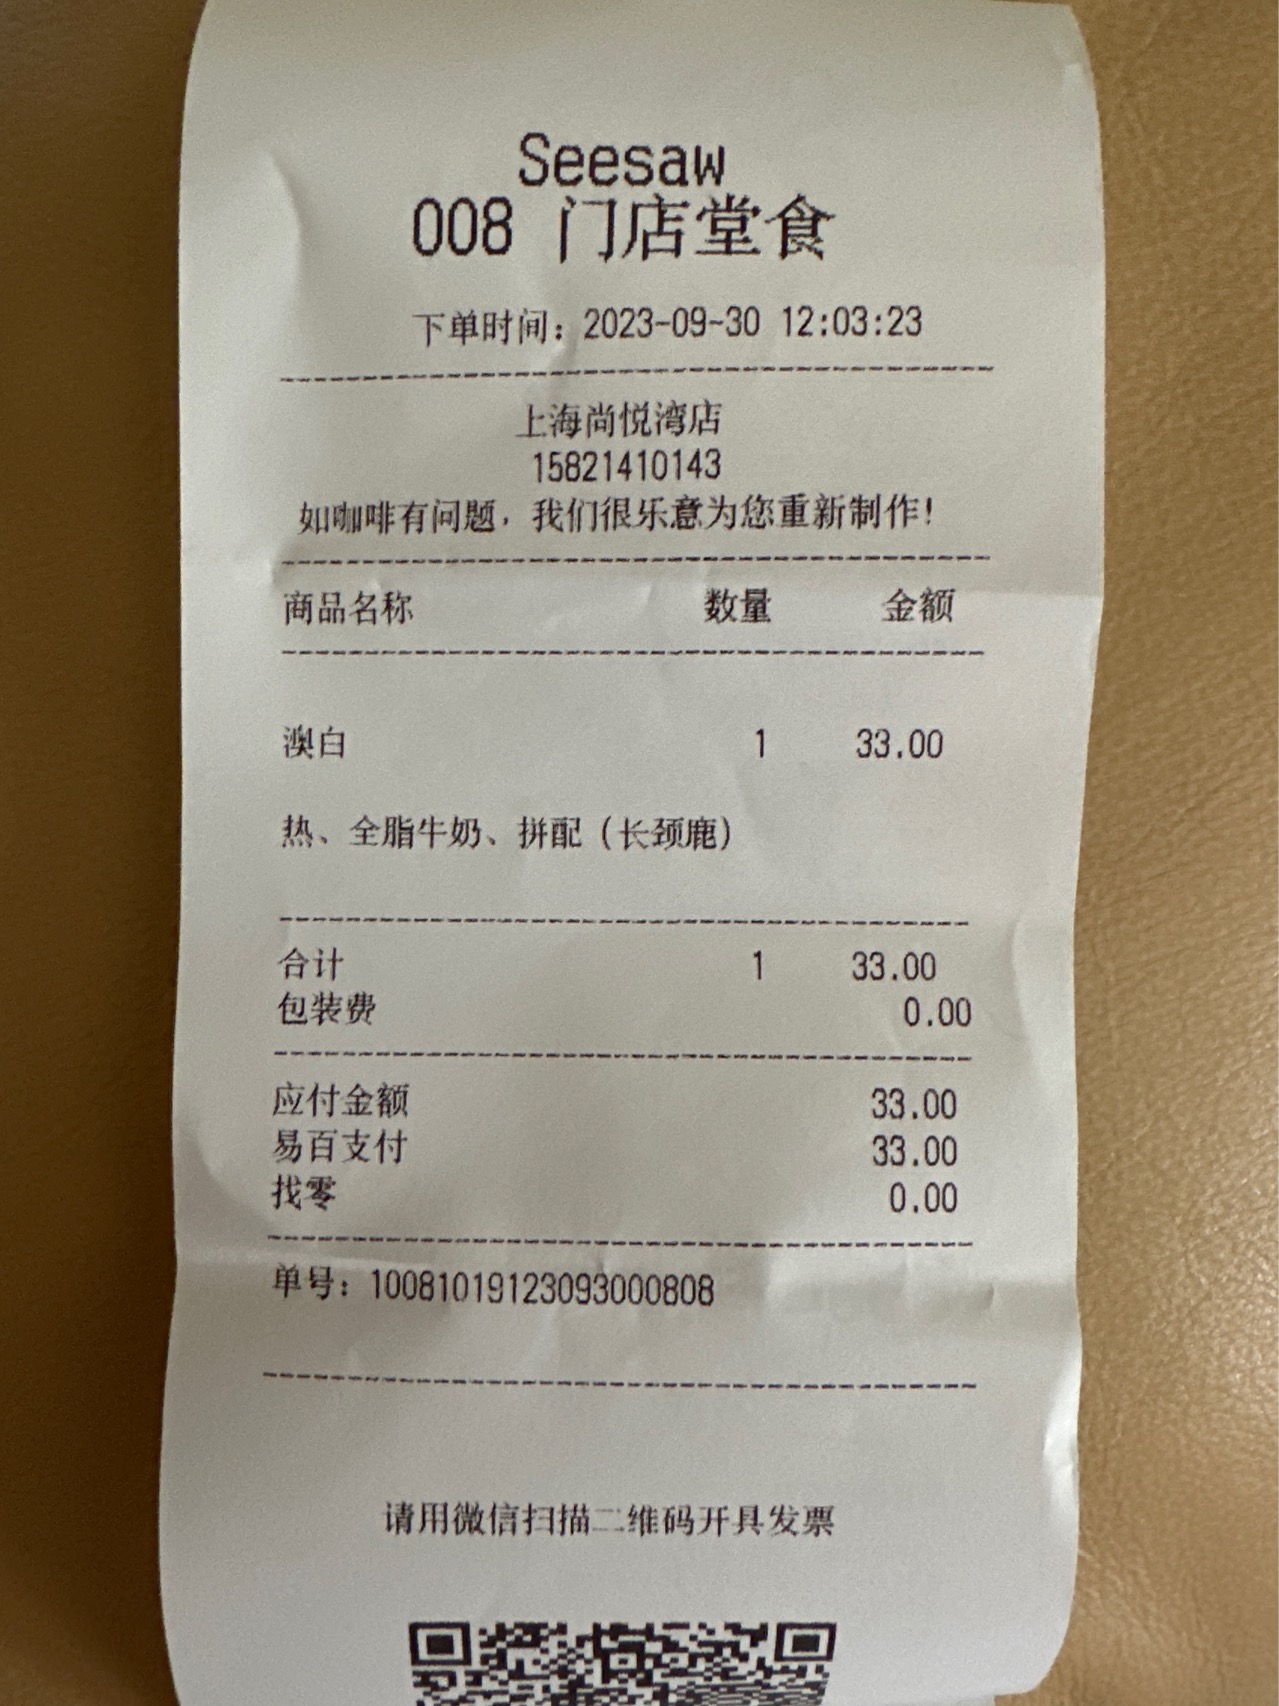 Seesaw
008 门店堂食
下单时间：2023-09-30 12:03:23
上海尚悦湾店
15821410143
如咖啡有问题，我们很乐意为您重新制作！
商品名称 数量 金额
澳白 1 33.00
热、全脂牛奶、拼配（长颈鹿）
合计 1 33.00
包装费 0.00
应付金额 33.00
易百支付 33.00
找零 0.00
单号：10081019123093000808
请用微信扫描二维码开具发票